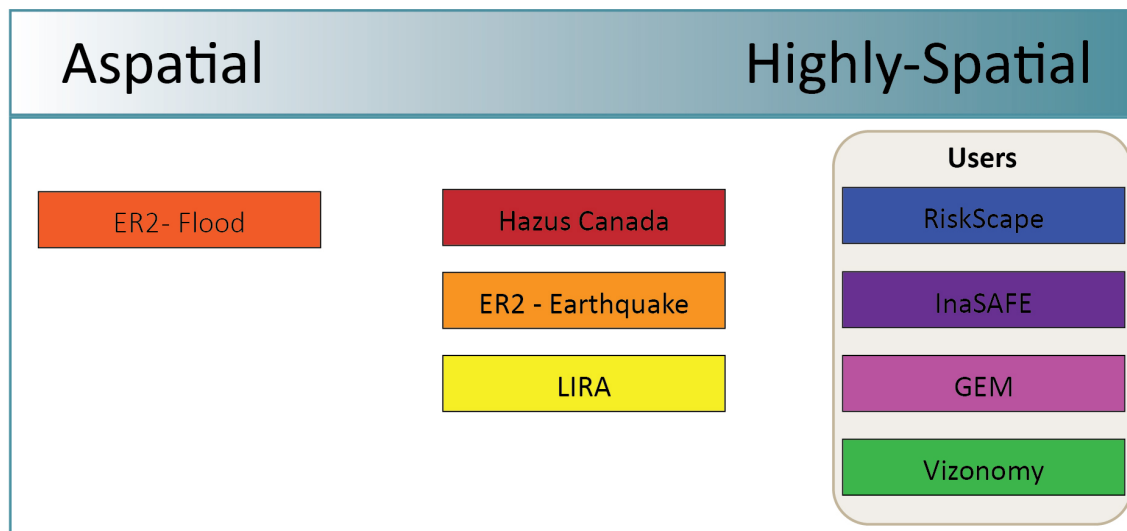 Aspatial
Highly-Spatial
Users
ER2- Flood
Hazus Canada
RiskScape
ER2 - Earthquake
InaSAFE
LIRA
GEM
Vizonomy